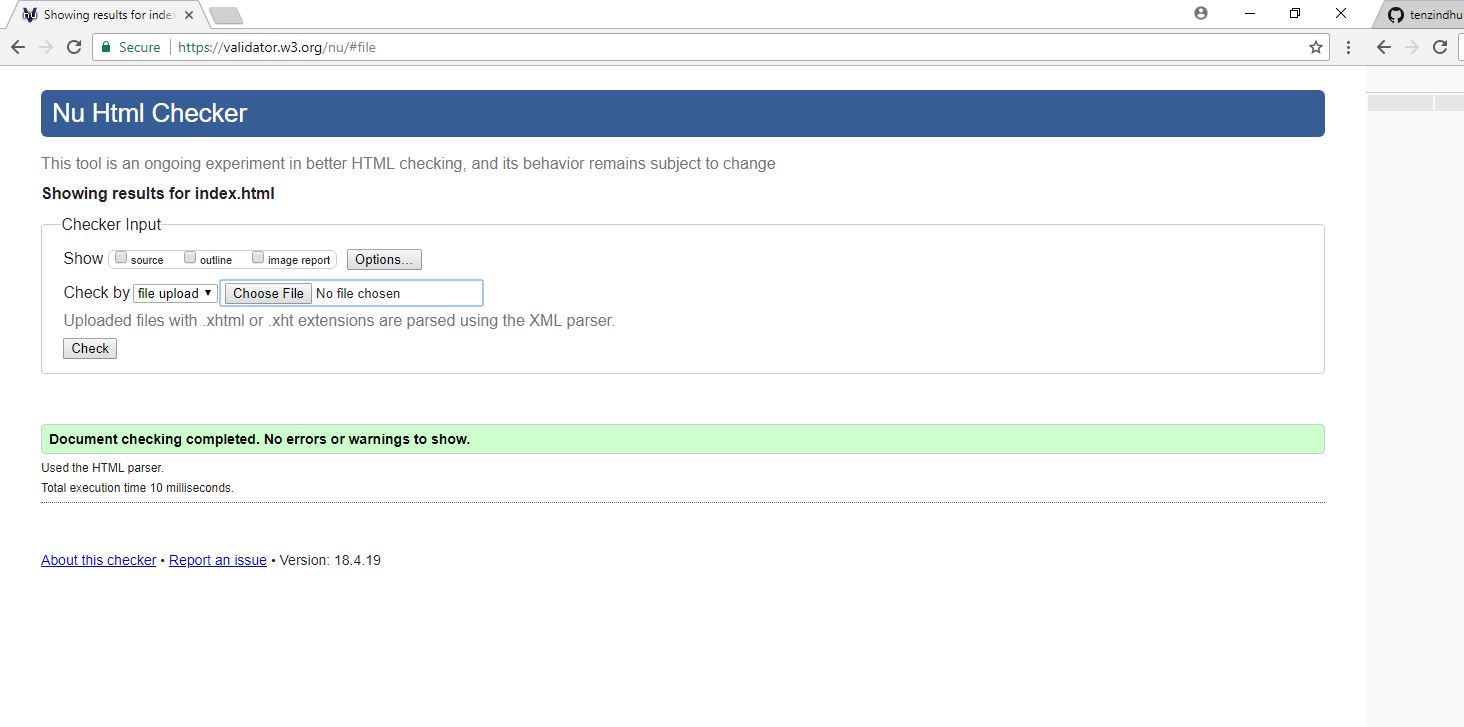 Showing results for inde
tenzindhu
Secure https://validator.w3.org/nu/#file
Nu Html Checker
This tool is an ongoing experiment in better HTML checking, and its behavior remains subject to change
Showing results for index.html
Checker Input
Show source outline image report Options...
Check by file upload Choose File No file chosen
Uploaded files with .xhtml or .xht extensions are parsed using the XML parser.
Check
Document checking completed. No errors or warnings to show.
Used the HTML parser.
Total execution time 10 milliseconds.
About this checker • Report an issue • Version: 18.4.19